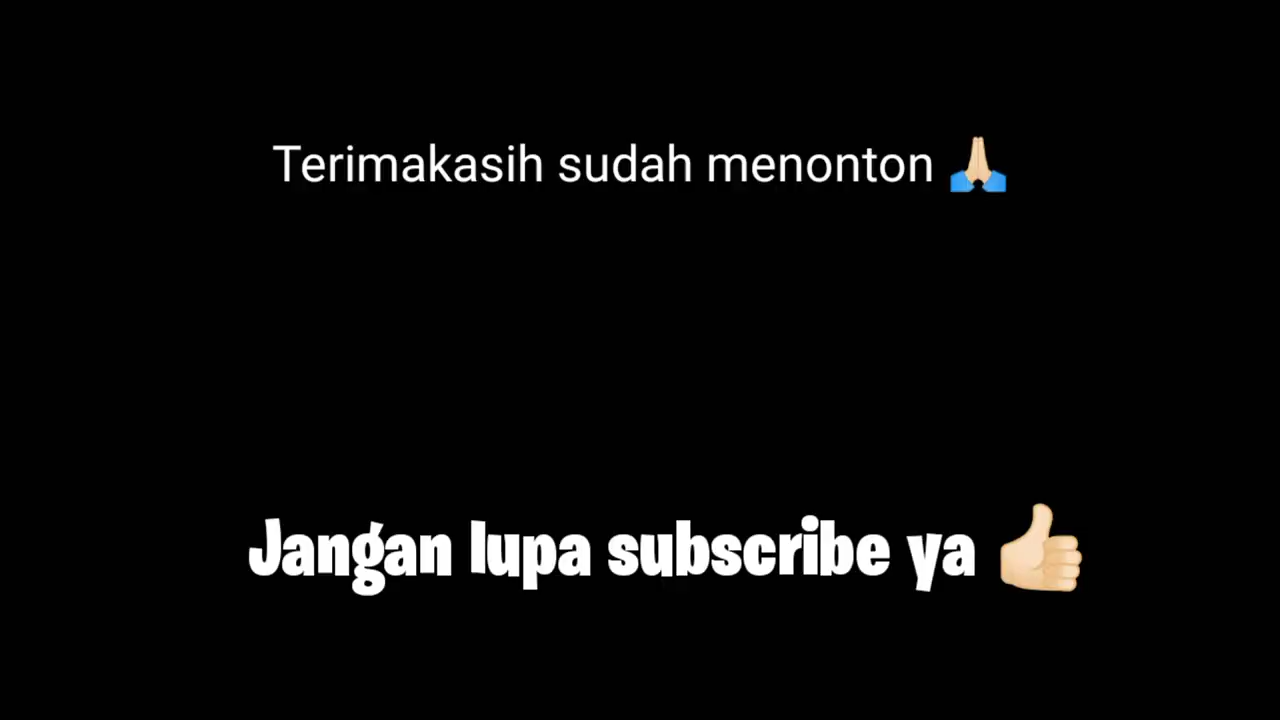 Terimakasih sudah menonton 🙏🏻
Jangan lupa subscribe ya 👍🏻